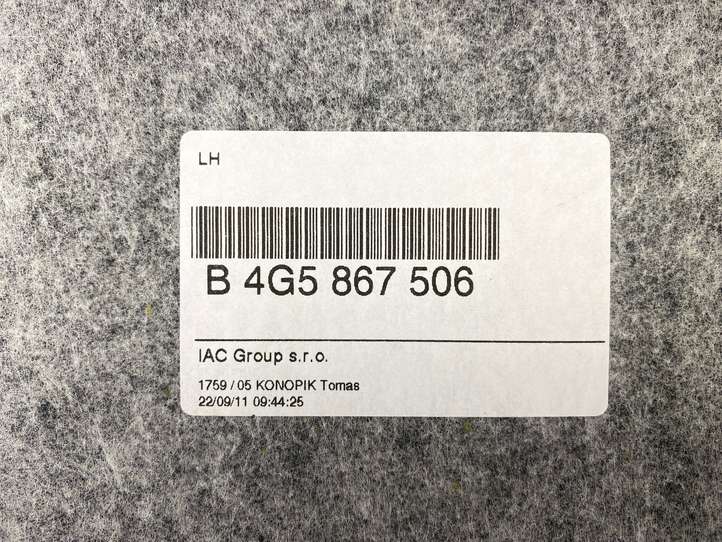 LH
B 4G5 867 506
IAC Group s.r.o.
1759 / 05 KONOPIK Tomas
22/09/11 09:44:25